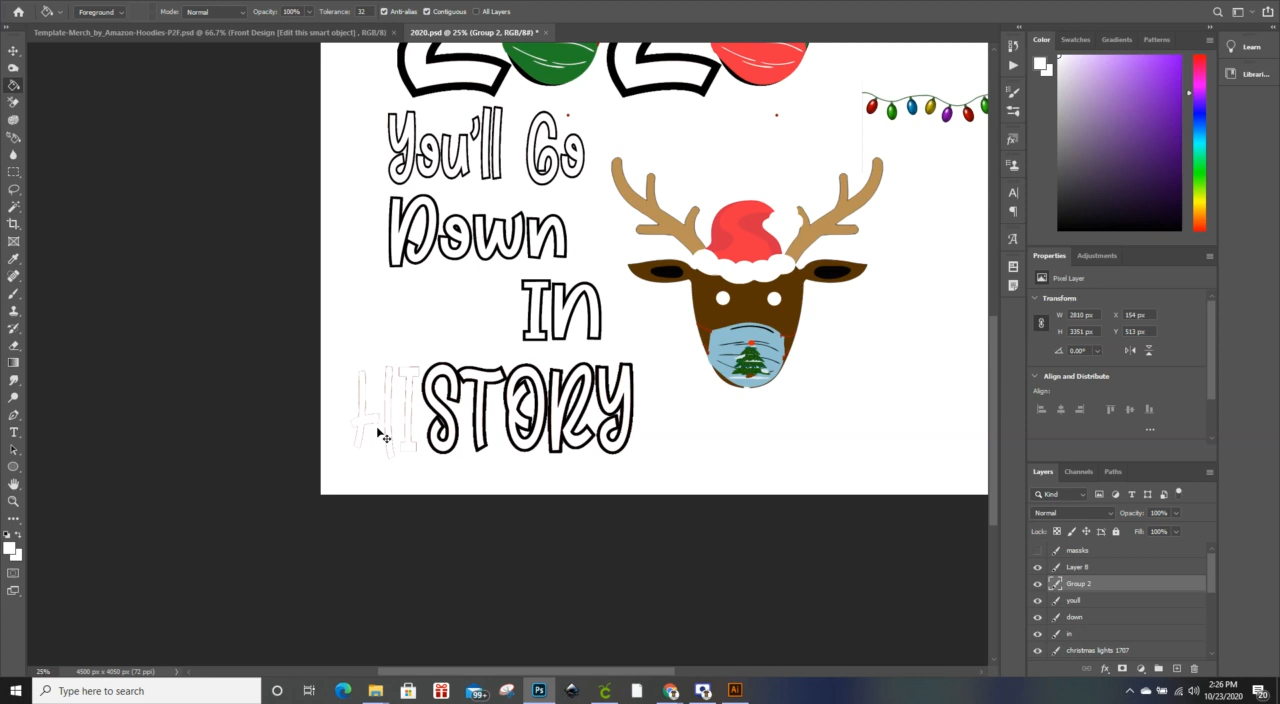 Mode: Normal Opacity: 100% Tolerance: 32 Anti-alias Contiguous All Layers
Foreground
Template-Merch_by_Amazon-Hoodies-P2F.psd @ 66.7% (Front Design [Edit this smart object] , RGB/8) ×
2020.psd @ 25% (Group 2, RGB/8#) * ×
2020
You'll Go
Down
In
HISTORY
Color Swatches Gradients Patterns
Learn
Librari...
Properties Adjustments
Pixel Layer
Transform
W 2810 px X 154 px
H 3351 px Y 513 px
0.00°
Align and Distribute
Align:
...
Layers Channels Paths
Kind
Normal Opacity: 100%
Lock: Fill: 100%
massks
Layer 8
Group 2
youll
down
in
christmas lights 1707
25% 4500 px x 4050 px (72 ppi)
Type here to search
99+
Ps
Ai
2:26 PM
10/23/2020
20